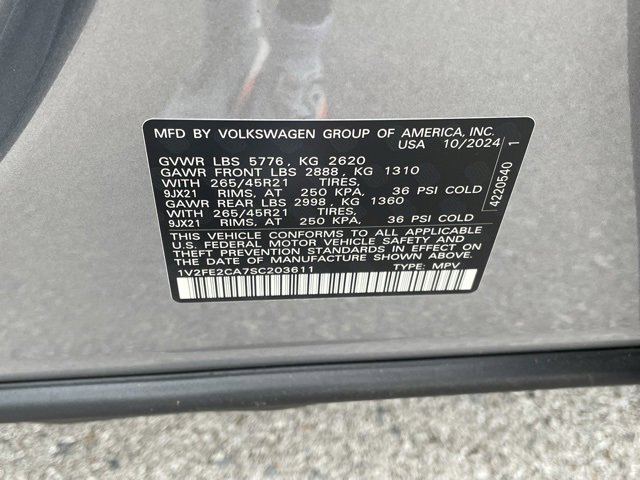 MFD BY VOLKSWAGEN GROUP OF AMERICA, INC.
USA 10/2024
GVWR LBS 5776, KG 2620
GAWR FRONT LBS 2888, KG 1310
WITH 265/45R21 TIRES,
9JX21 RIMS, AT 250 KPA, 36 PSI COLD
GAWR REAR LBS 2998, KG 1360
WITH 265/45R21 TIRES,
9JX21 RIMS, AT 250 KPA, 36 PSI COLD
THIS VEHICLE CONFORMS TO ALL APPLICABLE
U.S. FEDERAL MOTOR VEHICLE SAFETY AND
THEFT PREVENTION STANDARDS IN EFFECT ON
THE DATE OF MANUFACTURE SHOWN ABOVE.
1V2FE2CA7SC203611 TYPE: MPV
4220540 1